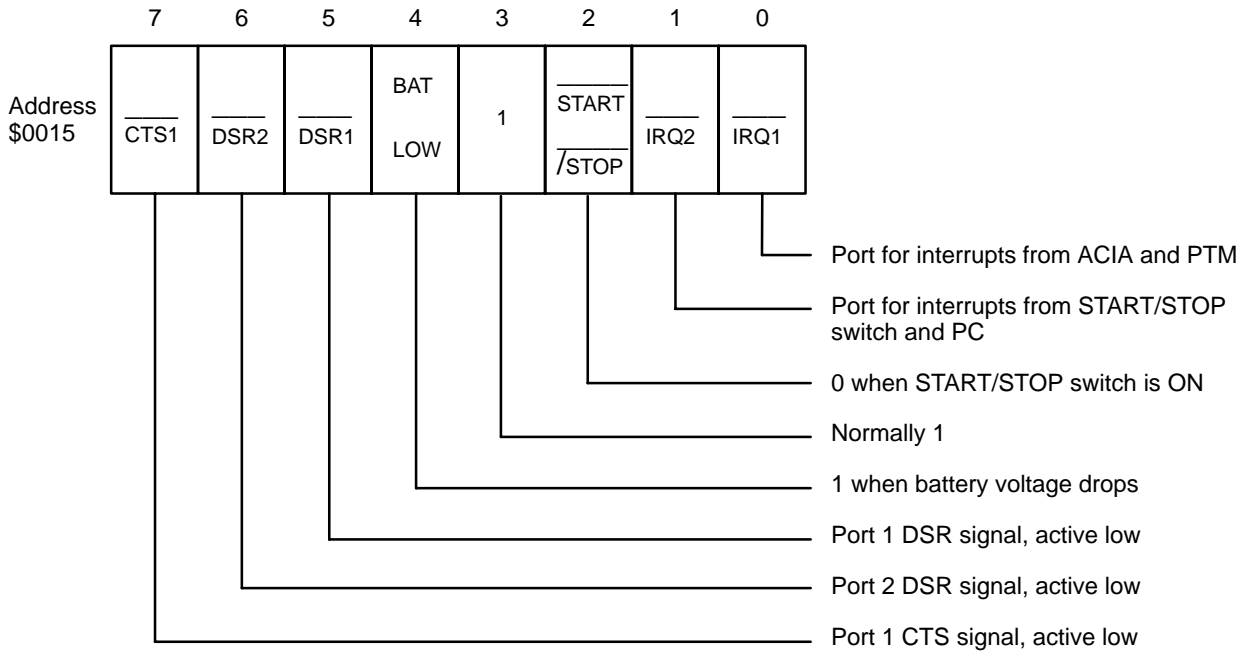 7 6 5 4 3 2 1 0
Address
$0015
CTS1
DSR2
DSR1
BAT
LOW
1
START
/STOP
IRQ2
IRQ1
Port for interrupts from ACIA and PTM
Port for interrupts from START/STOP
switch and PC
0 when START/STOP switch is ON
Normally 1
1 when battery voltage drops
Port 1 DSR signal, active low
Port 2 DSR signal, active low
Port 1 CTS signal, active low